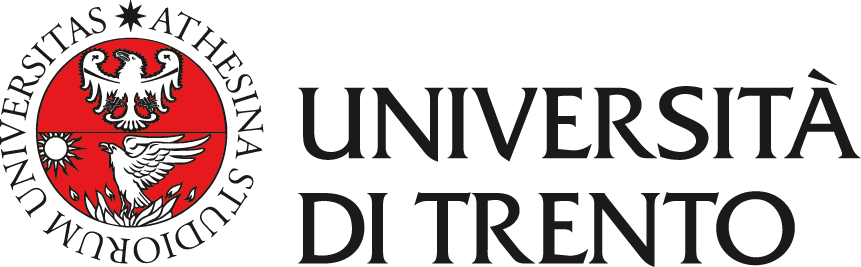 ATHESINA STUDIORUM UNIVERSITAS
UNIVERSITÀ
DI TRENTO